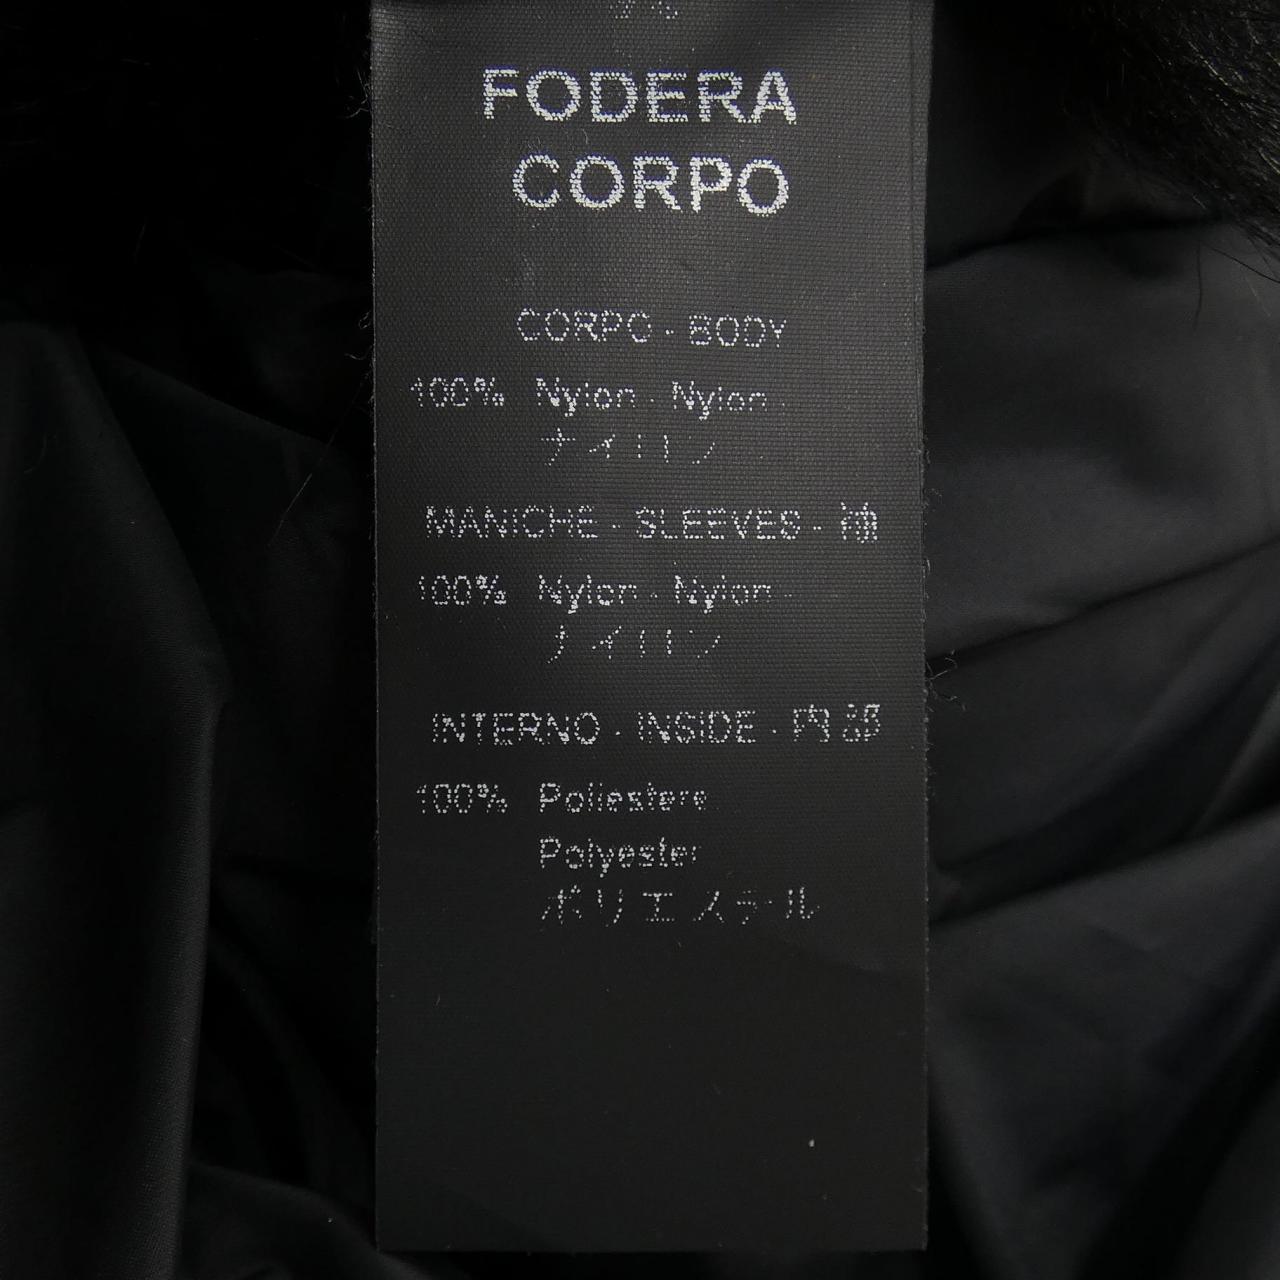 FODERA
CORPO
CORPO - BODY
100% Nylon - Nylon -
ナイロン
MANICHE - SLEEVES - 袖
100% Nylon - Nylon -
ナイロン
INTERNO - INSIDE - 内部
100% Poliestere
Polyester
ポリエステル